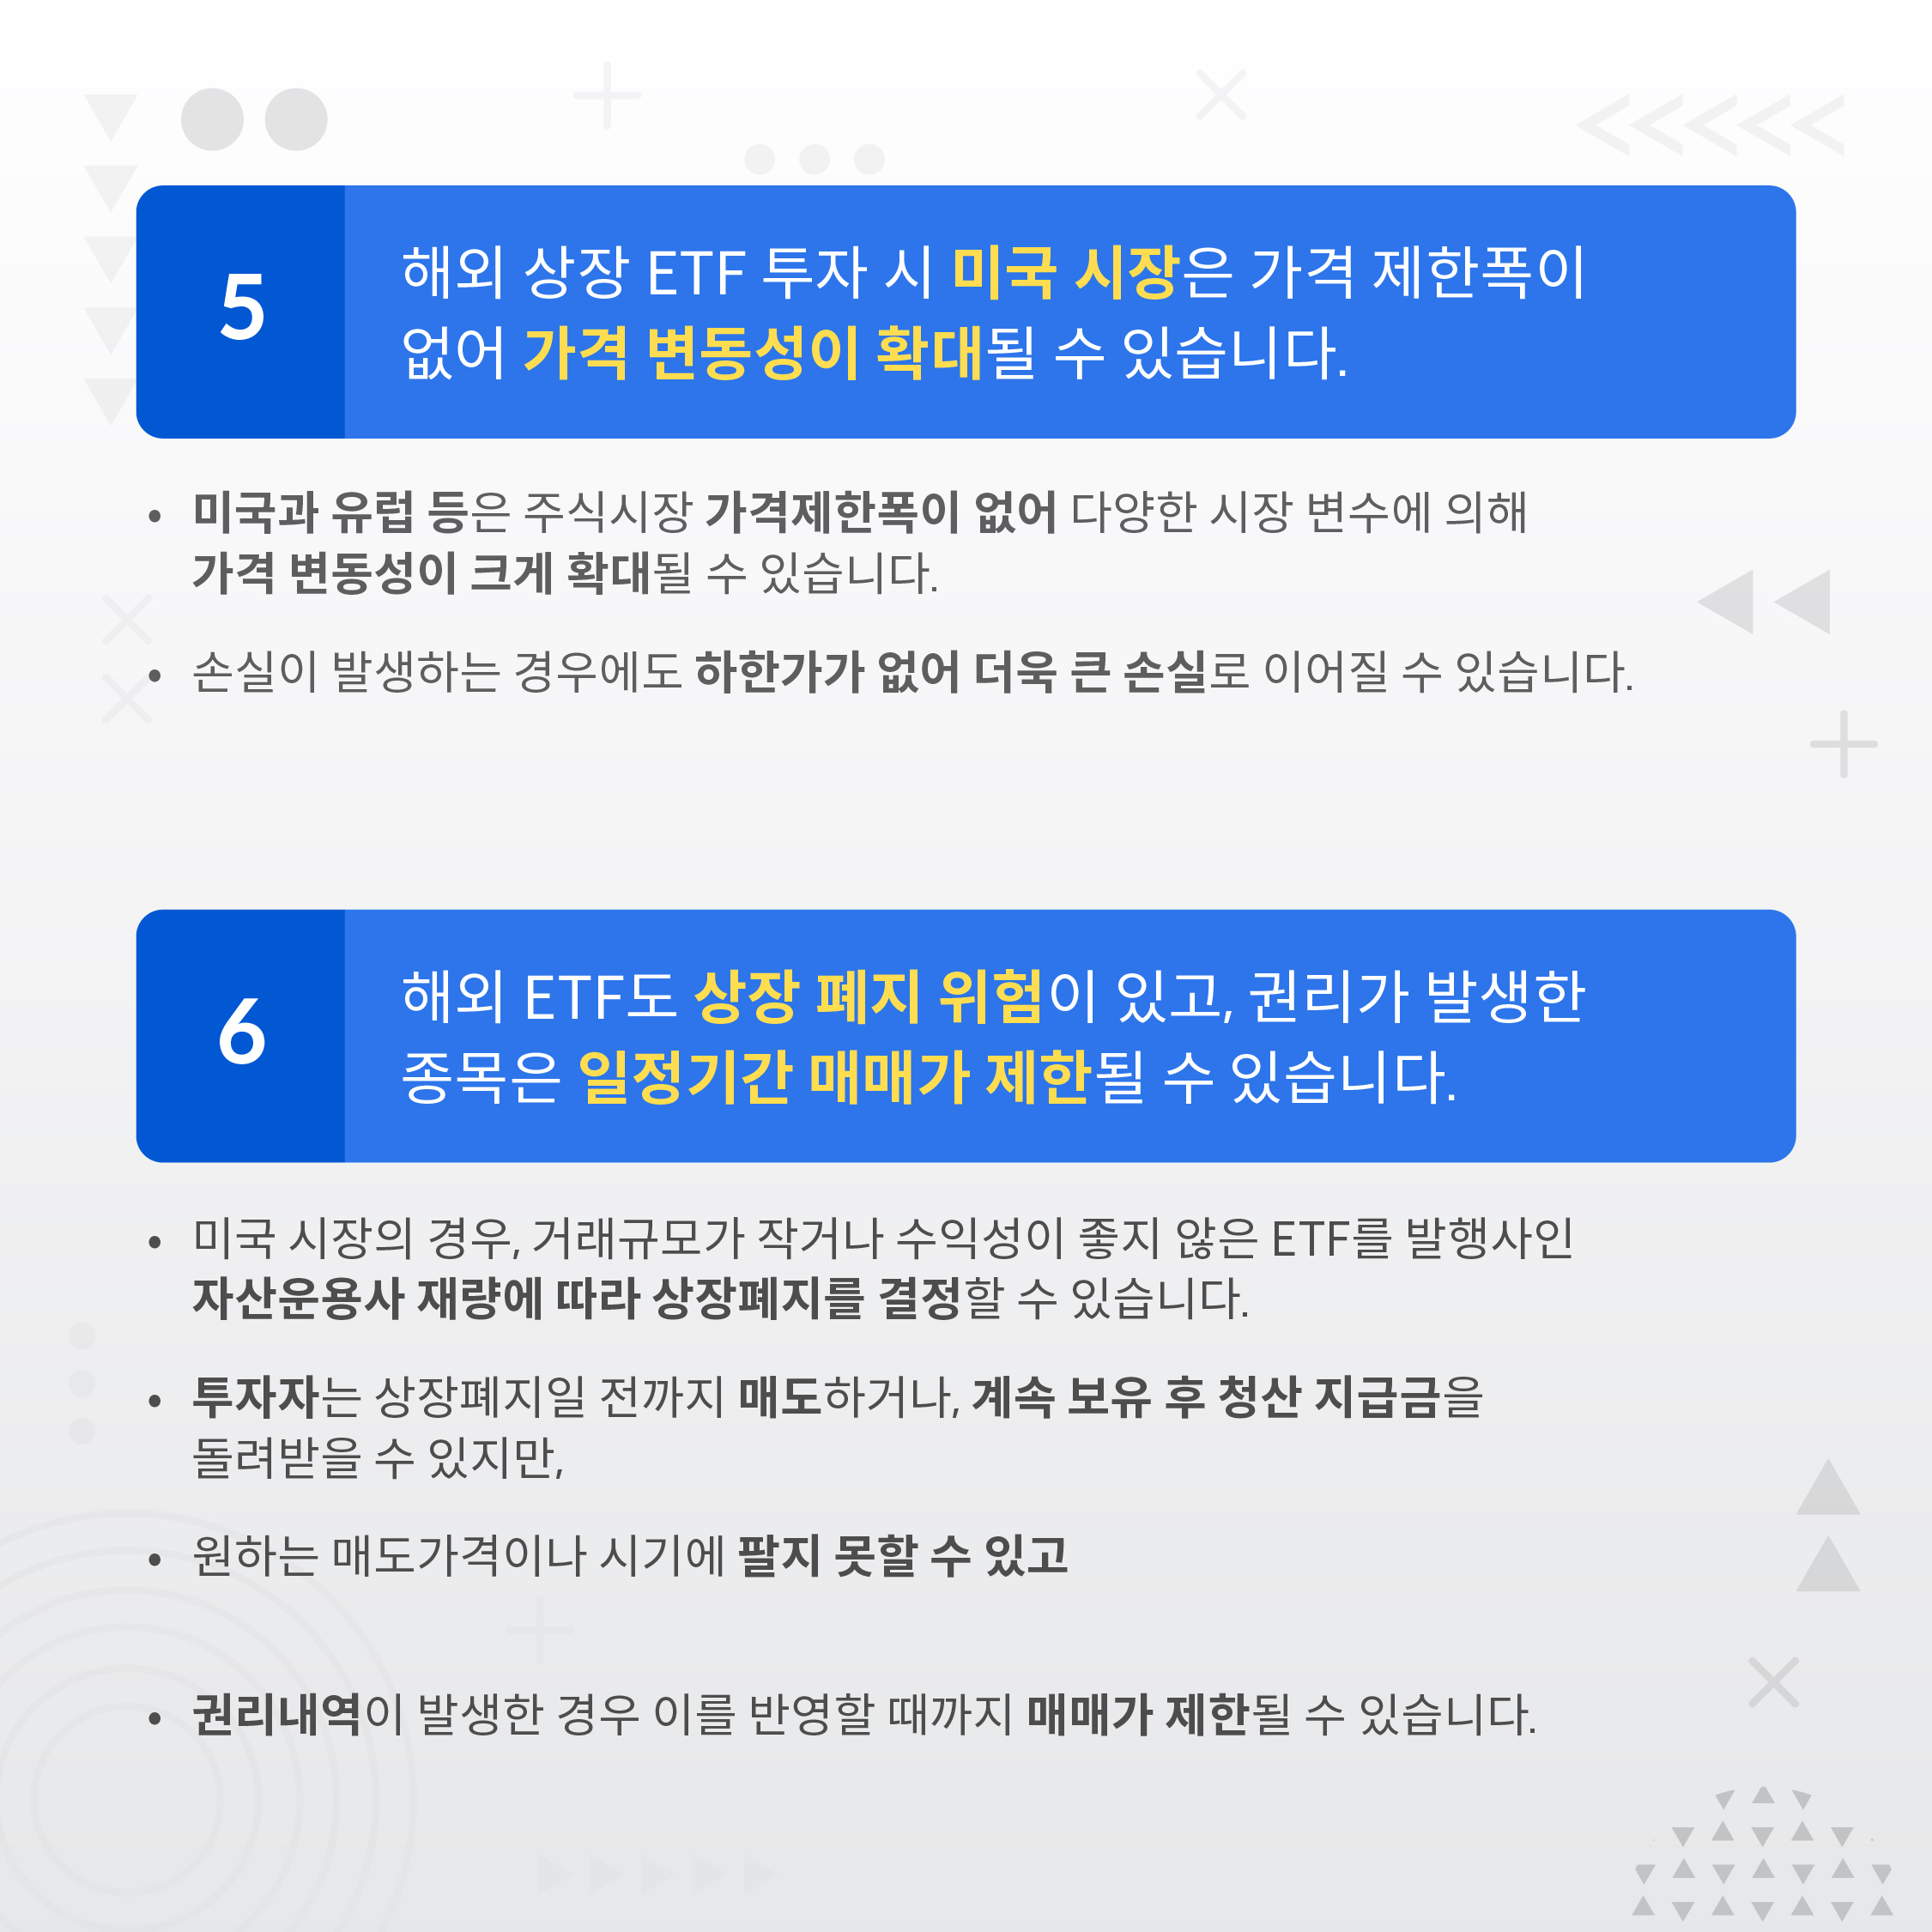 5
해외 상장 ETF 투자 시 미국 시장은 가격 제한폭이
없어 가격 변동성이 확대될 수 있습니다.
• 미국과 유럽 등은 주식시장 가격제한폭이 없어 다양한 시장 변수에 의해
가격 변동성이 크게 확대될 수 있습니다.
• 손실이 발생하는 경우에도 하한가가 없어 더욱 큰 손실로 이어질 수 있습니다.
6
해외 ETF도 상장 폐지 위험이 있고, 권리가 발생한
종목은 일정기간 매매가 제한될 수 있습니다.
• 미국 시장의 경우, 거래규모가 작거나 수익성이 좋지 않은 ETF를 발행사인
자산운용사 재량에 따라 상장폐지를 결정할 수 있습니다.
• 투자자는 상장폐지일 전까지 매도하거나, 계속 보유 후 청산 지급금을
돌려받을 수 있지만,
• 원하는 매도가격이나 시기에 팔지 못할 수 있고
• 권리내역이 발생한 경우 이를 반영할 때까지 매매가 제한될 수 있습니다.